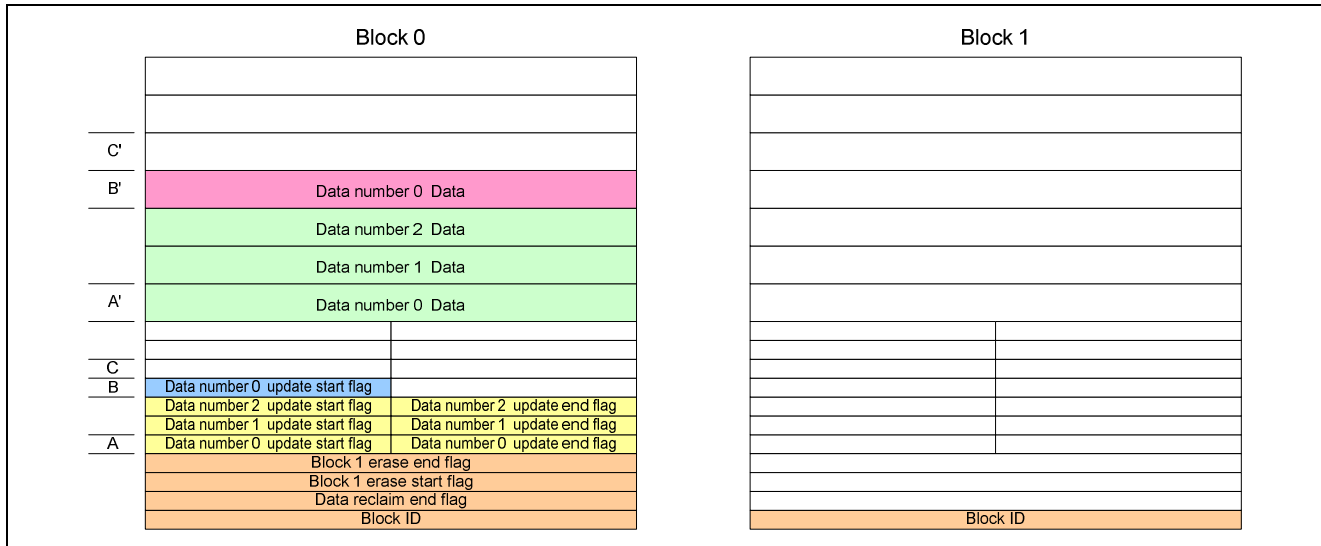 Block 0
Block 1
C'
B'
Data number 0 Data
Data number 2 Data
Data number 1 Data
A'
Data number 0 Data
C
B
Data number 0 update start flag
Data number 2 update start flag
Data number 2 update end flag
Data number 1 update start flag
Data number 1 update end flag
A
Data number 0 update start flag
Data number 0 update end flag
Block 1 erase end flag
Block 1 erase start flag
Data reclaim end flag
Block ID
Block ID